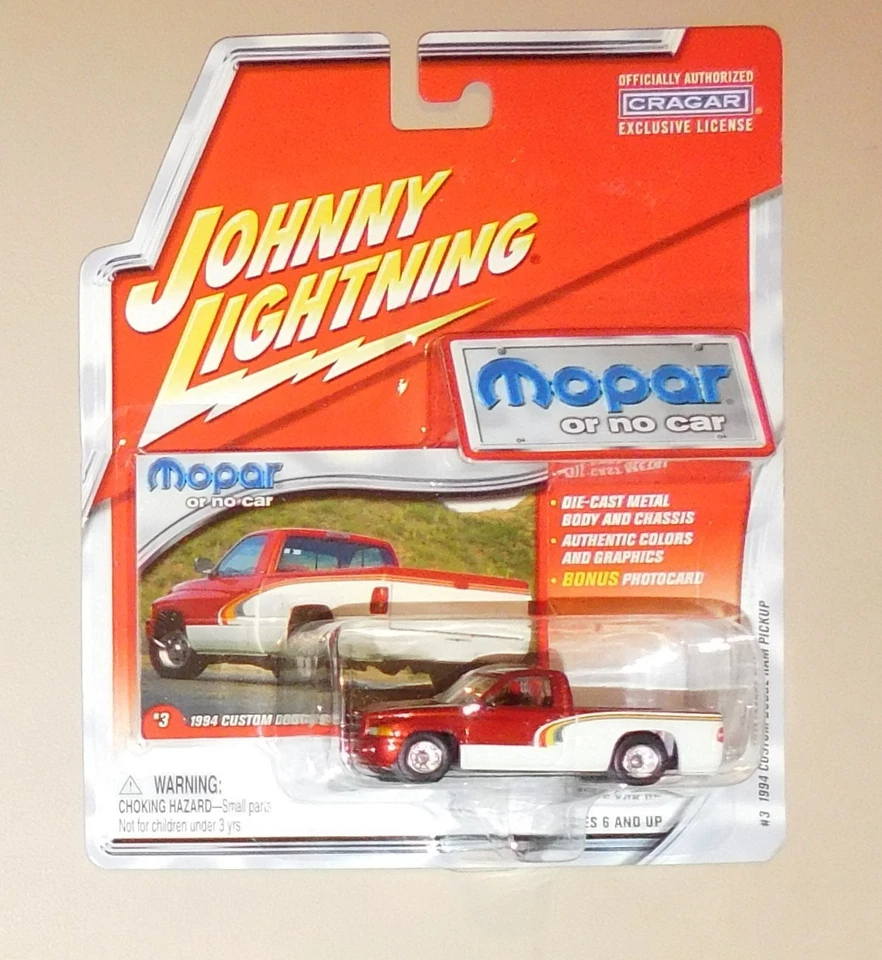 OFFICIALLY AUTHORIZED
CRAGAR
EXCLUSIVE LICENSE
JOHNNY
LIGHTNING
Mopar
or no car
Mopar
or no car
DIE-CAST METAL
BODY AND CHASSIS
• AUTHENTIC COLORS
AND GRAPHICS
• BONUS PHOTOCARD
#3 1994 CUSTOM DODGE
#3 1994 CUSTOM DODGE RAM PICKUP
WARNING:
CHOKING HAZARD—Small parts
Not for children under 3 yrs
6 AND UP